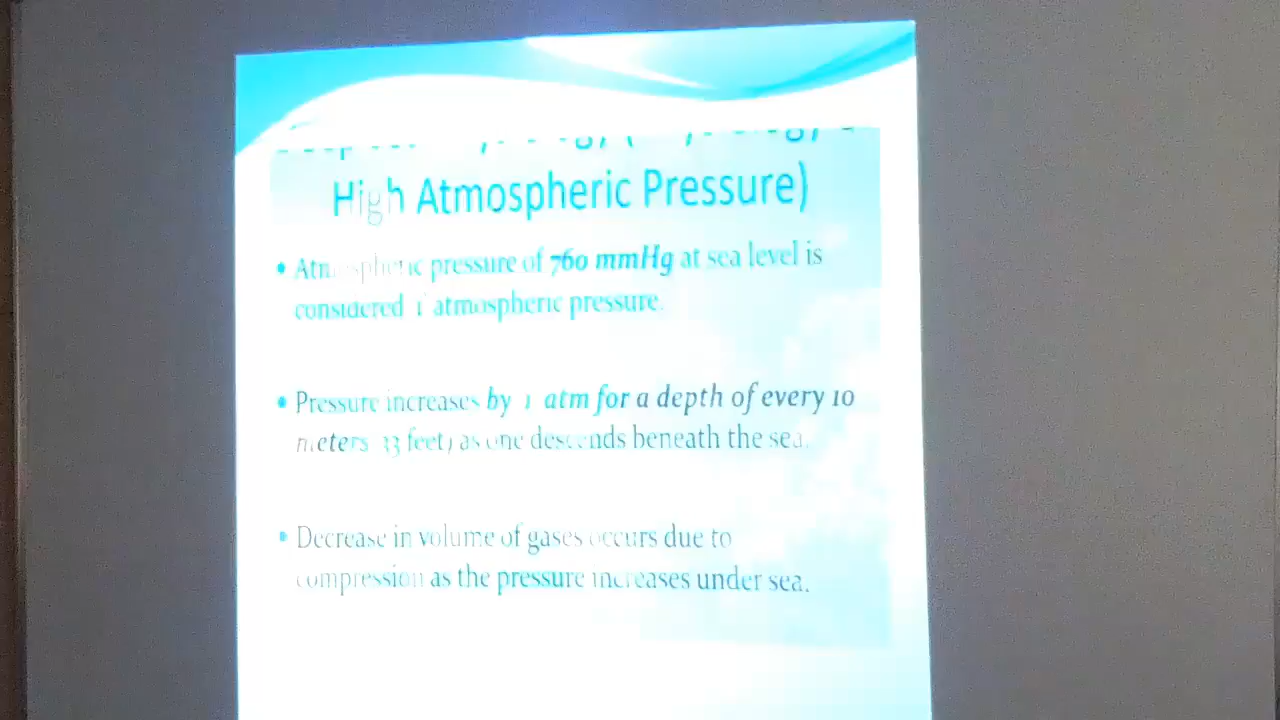 High Atmospheric Pressure)
• Atmospheric pressure of 760 mmHg at sea level is
considered 1 atmospheric pressure.
• Pressure increases by 1 atm for a depth of every 10
meters 33 feet) as one descends beneath the sea.
• Decrease in volume of gases occurs due to
compression as the pressure increases under sea.